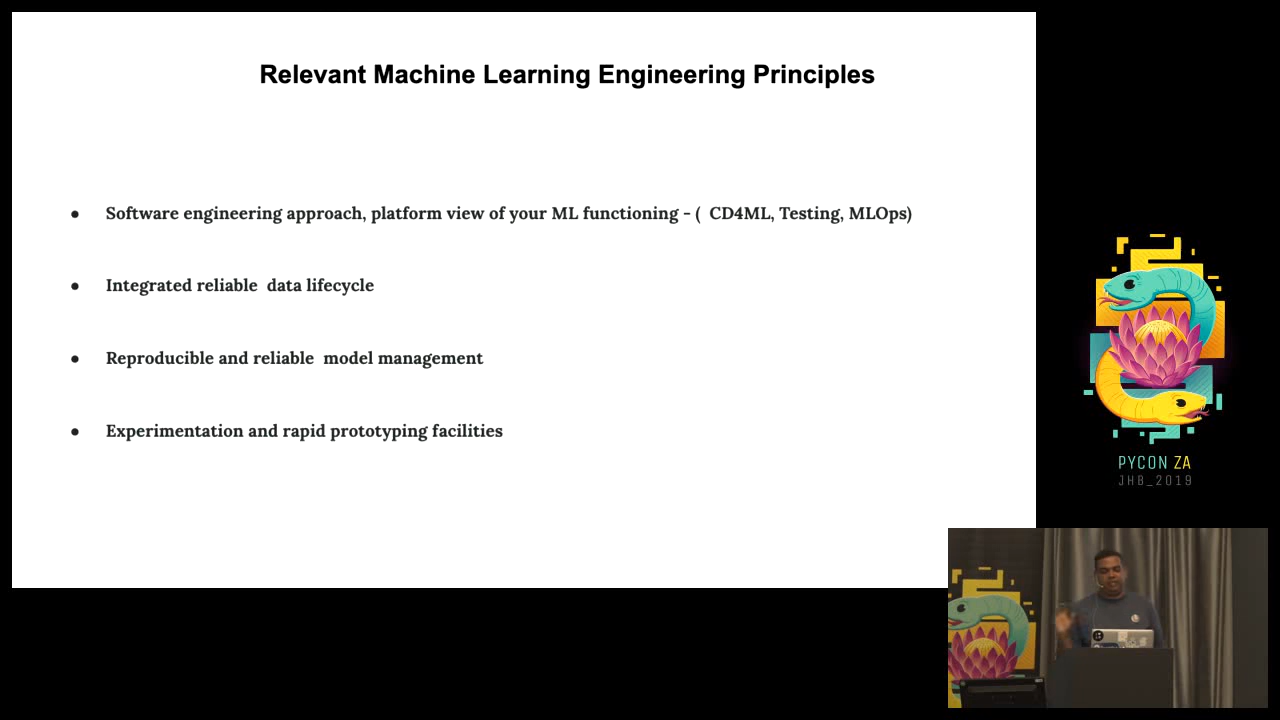 Relevant Machine Learning Engineering Principles
● Software engineering approach, platform view of your ML functioning - ( CD4ML, Testing, MLOps)
● Integrated reliable data lifecycle
● Reproducible and reliable model management
● Experimentation and rapid prototyping facilities
PYCON ZA
JHB_2019